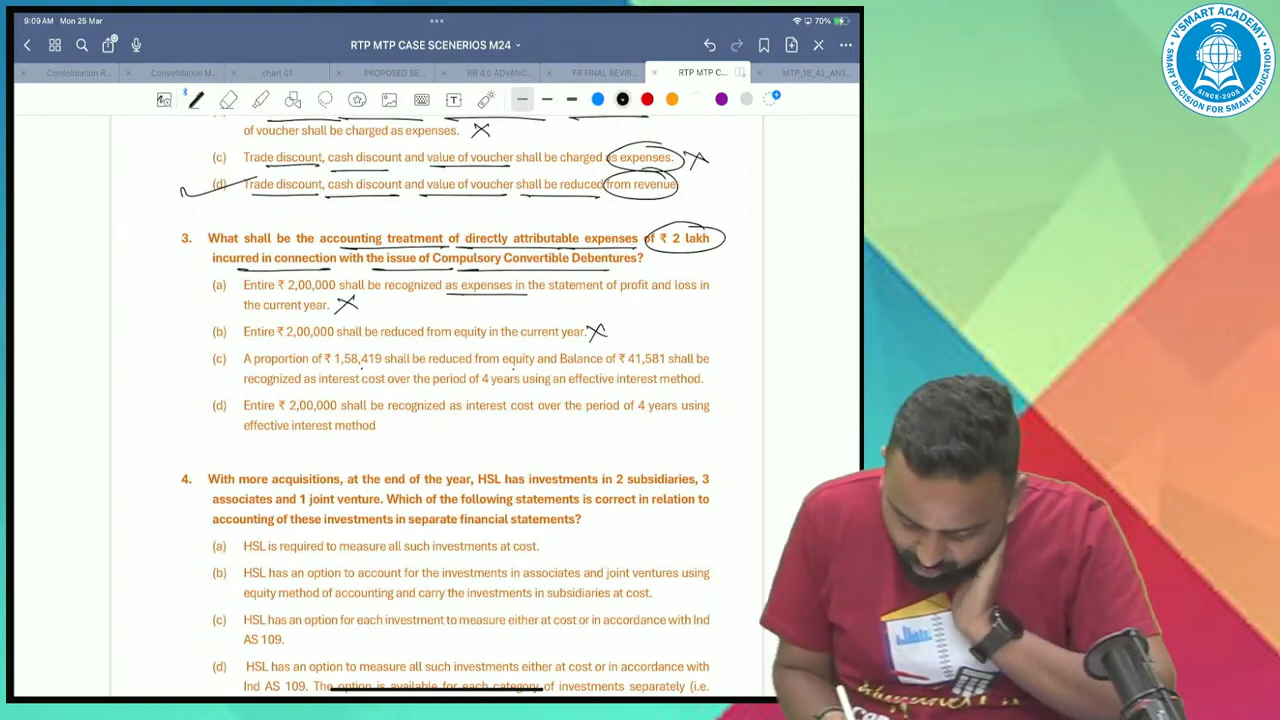 9:09 AM Mon 25 Mar
70%
RTP MTP CASE SCENERIOS M24
Consolidation R...
Consolidation M...
chart 01
PROPOSED SE...
RR 4.0 ADVANC...
FR FINAL REVIS...
RTP MTP C...
MTP_18_42_ANS...
of voucher shall be charged as expenses.
(c) Trade discount, cash discount and value of voucher shall be charged as expenses.
(d) Trade discount, cash discount and value of voucher shall be reduced from revenue
3. What shall be the accounting treatment of directly attributable expenses of ₹ 2 lakh
incurred in connection with the issue of Compulsory Convertible Debentures?
(a) Entire ₹ 2,00,000 shall be recognized as expenses in the statement of profit and loss in
the current year.
(b) Entire ₹ 2,00,000 shall be reduced from equity in the current year.
(c) A proportion of ₹ 1,58,419 shall be reduced from equity and Balance of ₹ 41,581 shall be
recognized as interest cost over the period of 4 years using an effective interest method.
(d) Entire ₹ 2,00,000 shall be recognized as interest cost over the period of 4 years using
effective interest method
4. With more acquisitions, at the end of the year, HSL has investments in 2 subsidiaries, 3
associates and 1 joint venture. Which of the following statements is correct in relation to
accounting of these investments in separate financial statements?
(a) HSL is required to measure all such investments at cost.
(b) HSL has an option to account for the investments in associates and joint ventures using
equity method of accounting and carry the investments in subsidiaries at cost.
(c) HSL has an option for each investment to measure either at cost or in accordance with Ind
AS 109.
(d) HSL has an option to measure all such investments either at cost or in accordance with
Ind AS 109. The option is available for each category of investments separately (i.e.
V'SMART ACADEMY
SMART DECISION FOR SMART EDUCATION
SINCE-2005